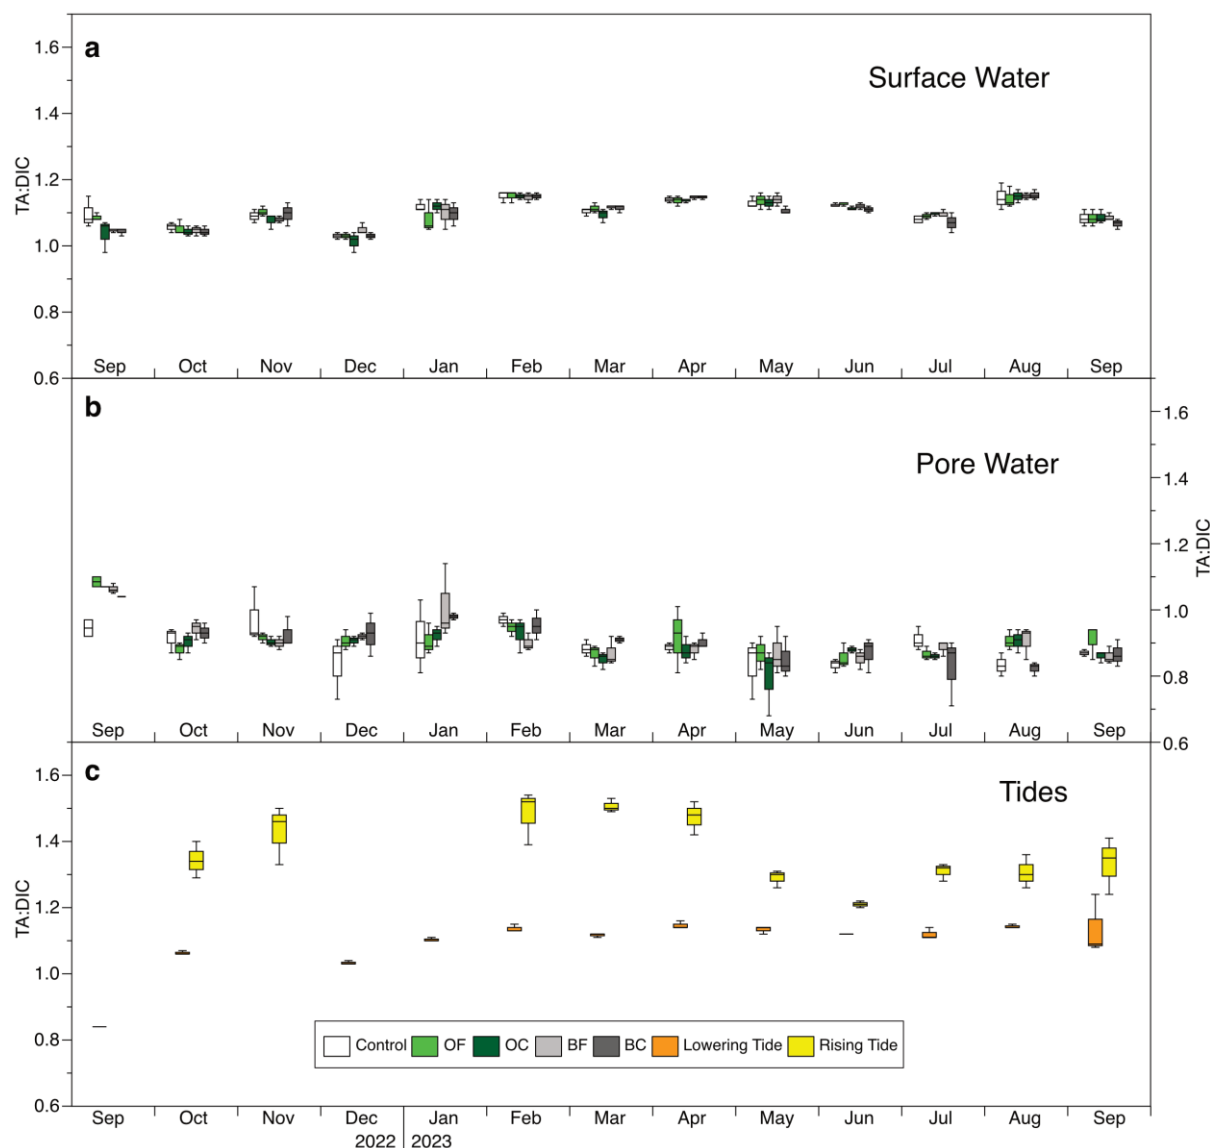 a
Surface Water
TA:DIC
1.6
1.4
1.2
1.0
0.8
0.6
Sep Oct Nov Dec Jan Feb Mar Apr May Jun Jul Aug Sep
b
Pore Water
TA:DIC
1.6
1.4
1.2
1.0
0.8
0.6
Sep Oct Nov Dec Jan Feb Mar Apr May Jun Jul Aug Sep
c
Tides
TA:DIC
1.6
1.4
1.2
1.0
0.8
0.6
Control OF OC BF BC Lowering Tide Rising Tide
Sep Oct Nov Dec Jan Feb Mar Apr May Jun Jul Aug Sep
2022 2023